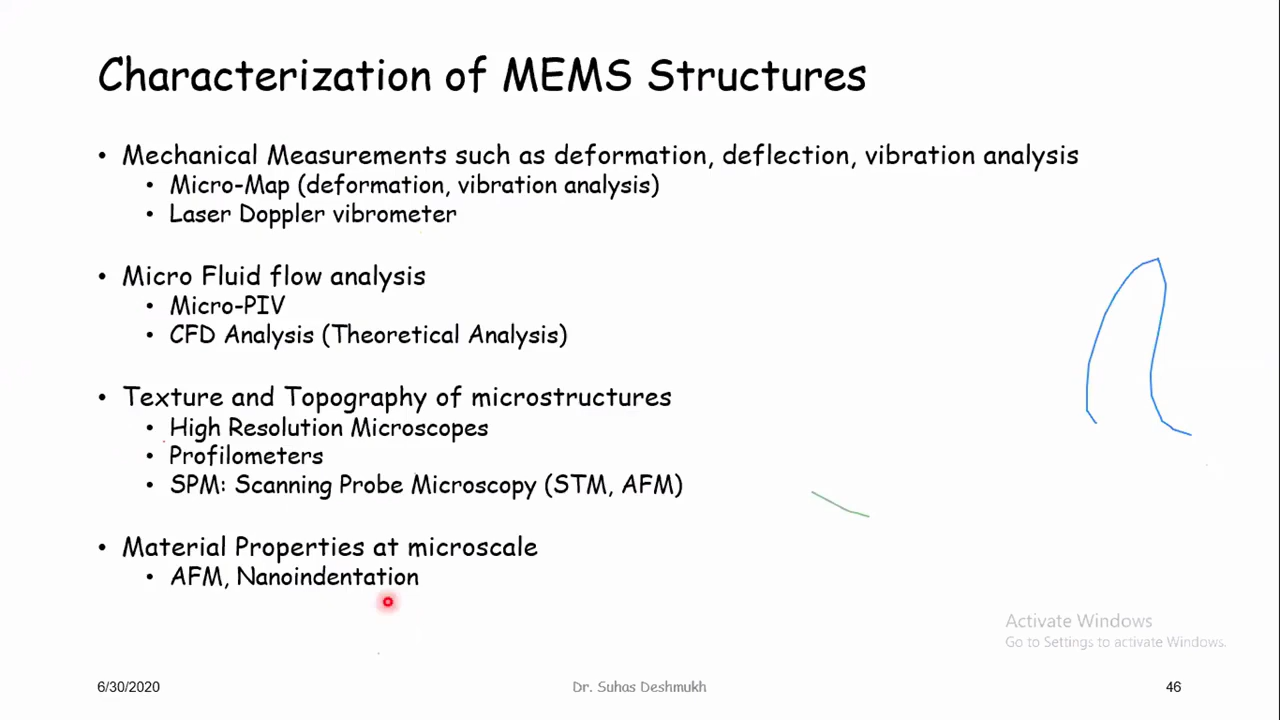 Characterization of MEMS Structures
• Mechanical Measurements such as deformation, deflection, vibration analysis
• Micro-Map (deformation, vibration analysis)
• Laser Doppler vibrometer
• Micro Fluid flow analysis
• Micro-PIV
• CFD Analysis (Theoretical Analysis)
• Texture and Topography of microstructures
• High Resolution Microscopes
• Profilometers
• SPM: Scanning Probe Microscopy (STM, AFM)
• Material Properties at microscale
• AFM, Nanoindentation
Activate Windows
Go to Settings to activate Windows.
6/30/2020
Dr. Suhas Deshmukh
46